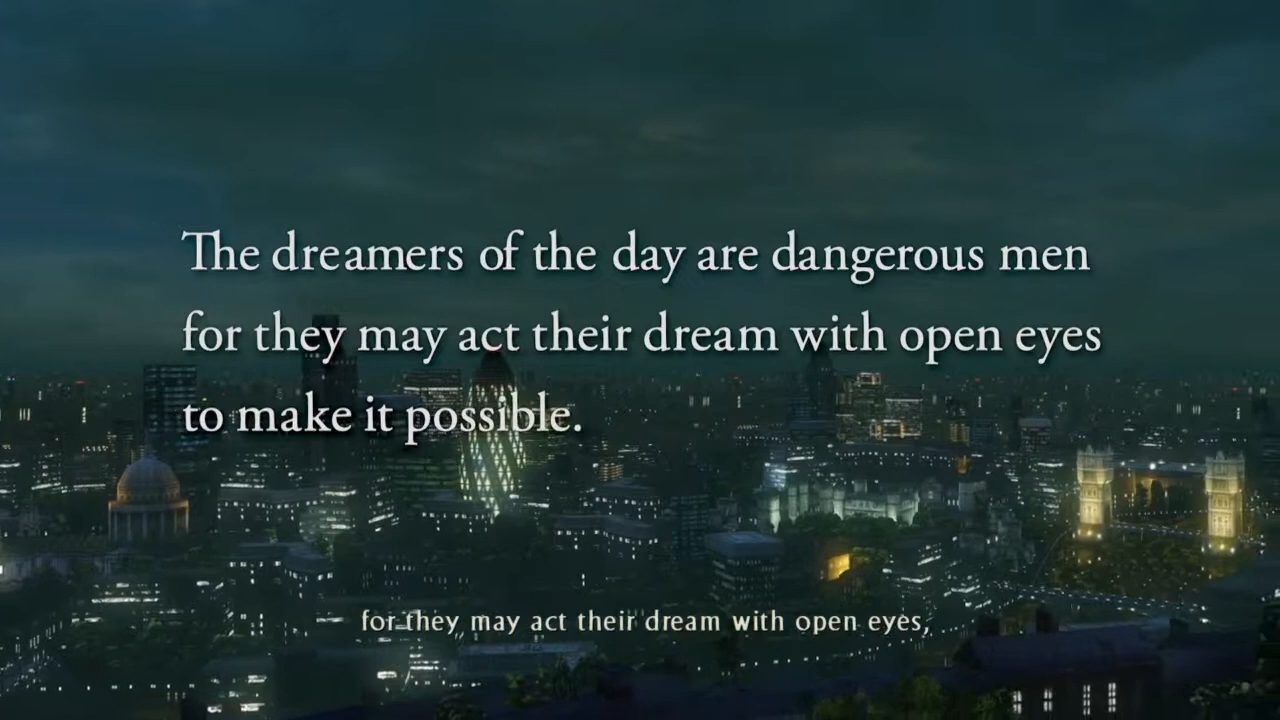 The dreamers of the day are dangerous men
for they may act their dream with open eyes
to make it possible.
for they may act their dream with open eyes,